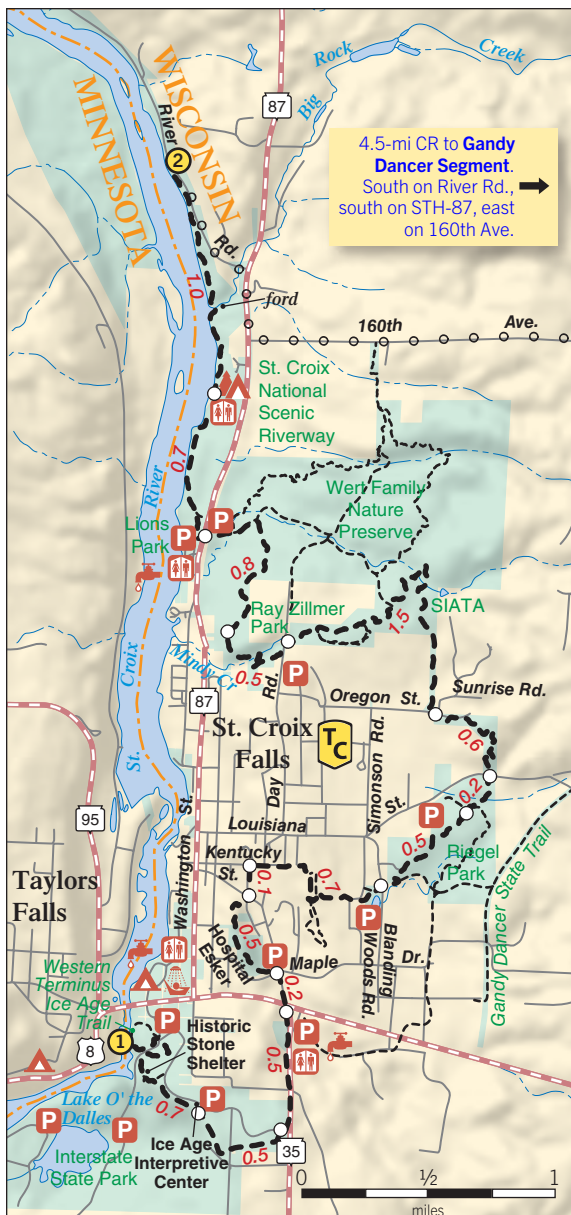 Rock
Creek
Big
WISCONSIN
MINNESOTA
87
River
2
Rd.
4.5-mi CR to Gandy
Dancer Segment.
South on River Rd.,
south on STH-87, east
on 160th Ave.
1.0
ford
160th
Ave.
St. Croix
National
Scenic
Riverway
0.7
River
Wert Family
Nature
Preserve
Lions
Park
P
P
0.8
SIATA
Ray Zillmer
Park
1.5
Croix
Mindy Cr
0.5
Rd.
P
Oregon St.
Sunrise Rd.
87
St. Croix
Falls
TC
St.
0.6
Simonson Rd.
Day
St.
95
Louisiana
P
0.2
Washington St.
Kentucky
St.
0.5
Riegel
Park
0.1
0.7
Gandy Dancer State Trail
Taylors
Falls
P
Hospital
Esker
0.5
P
Maple
Dr.
Blanding
Woods Rd.
Western
Terminus
Ice Age
Trail
0.2
P
Historic
Stone
Shelter
P
1
8
0.5
Lake O' the
Dalles
0.7
P
P
P
Ice Age
Interpretive
Center
Interstate
State Park
0.5
35
0
½
1
miles